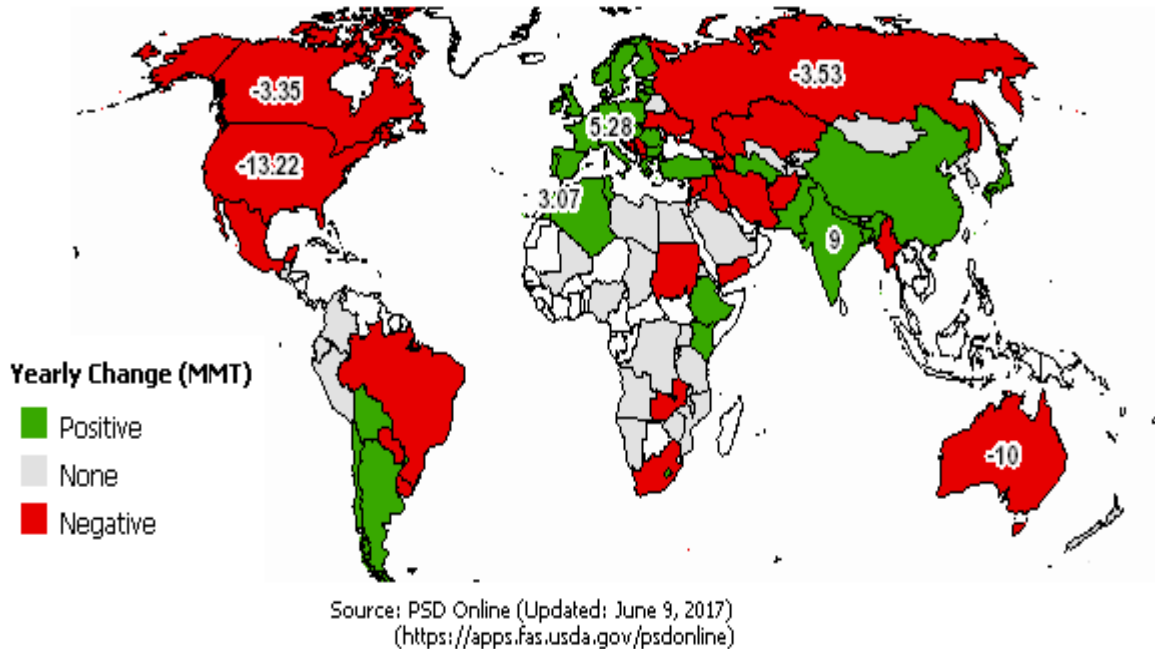 -3.35
-3.53
5.28
-13.22
3.07
9
-10
Yearly Change (MMT)
Positive
None
Negative
Source: PSD Online (Updated: June 9, 2017)
(https://apps.fas.usda.gov/psdonline)